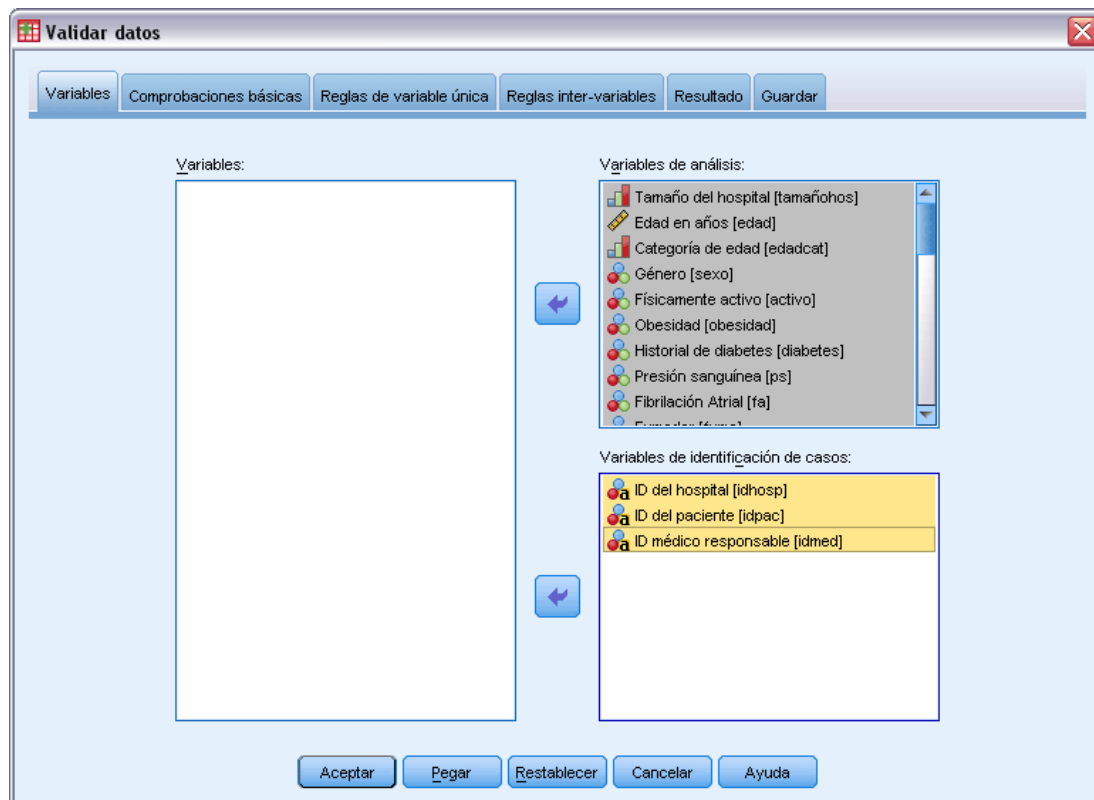 Validar datos
Variables
Comprobaciones básicas
Reglas de variable única
Reglas inter-variables
Resultado
Guardar
Variables:
Variables de análisis:
Tamaño del hospital [tamañohos]
Edad en años [edad]
Categoría de edad [edadcat]
Género [sexo]
Físicamente activo [activo]
Obesidad [obesidad]
Historial de diabetes [diabetes]
Presión sanguínea [ps]
Fibrilación Atrial [fa]
Variables de identificación de casos:
a ID del hospital [idhosp]
a ID del paciente [idpac]
a ID médico responsable [idmed]
Aceptar
Pegar
Restablecer
Cancelar
Ayuda